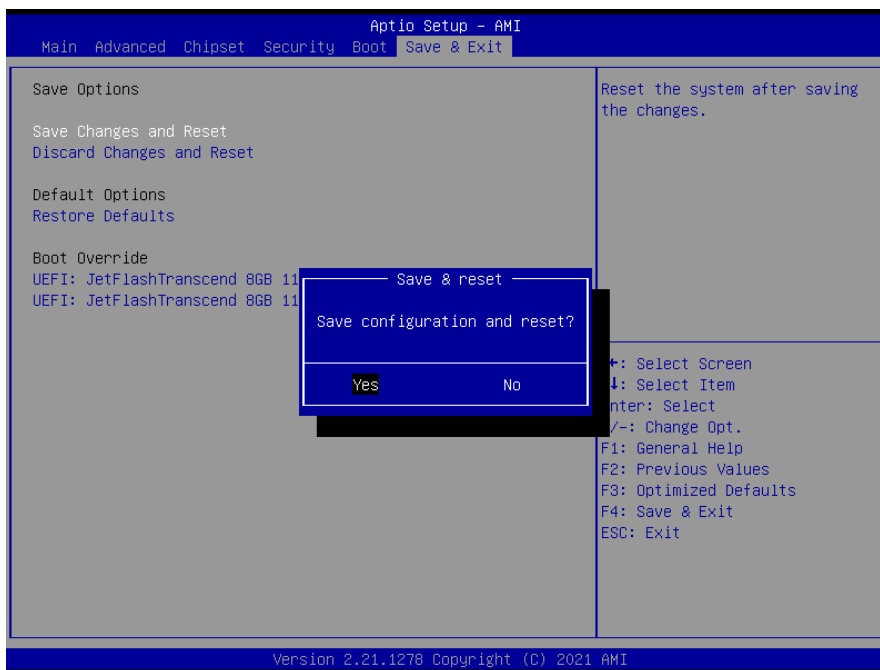 Aptio Setup – AMI
Main Advanced Chipset Security Boot Save & Exit
Save Options
Save Changes and Reset
Discard Changes and Reset
Default Options
Restore Defaults
Boot Override
UEFI: JetFlashTranscend 8GB 11
UEFI: JetFlashTranscend 8GB 11
Save & reset
Save configuration and reset?
Yes No
Reset the system after saving
the changes.
: Select Screen
: Select Item
nter: Select
/-: Change Opt.
F1: General Help
F2: Previous Values
F3: Optimized Defaults
F4: Save & Exit
ESC: Exit
Version 2.21.1278 Copyright (C) 2021 AMI